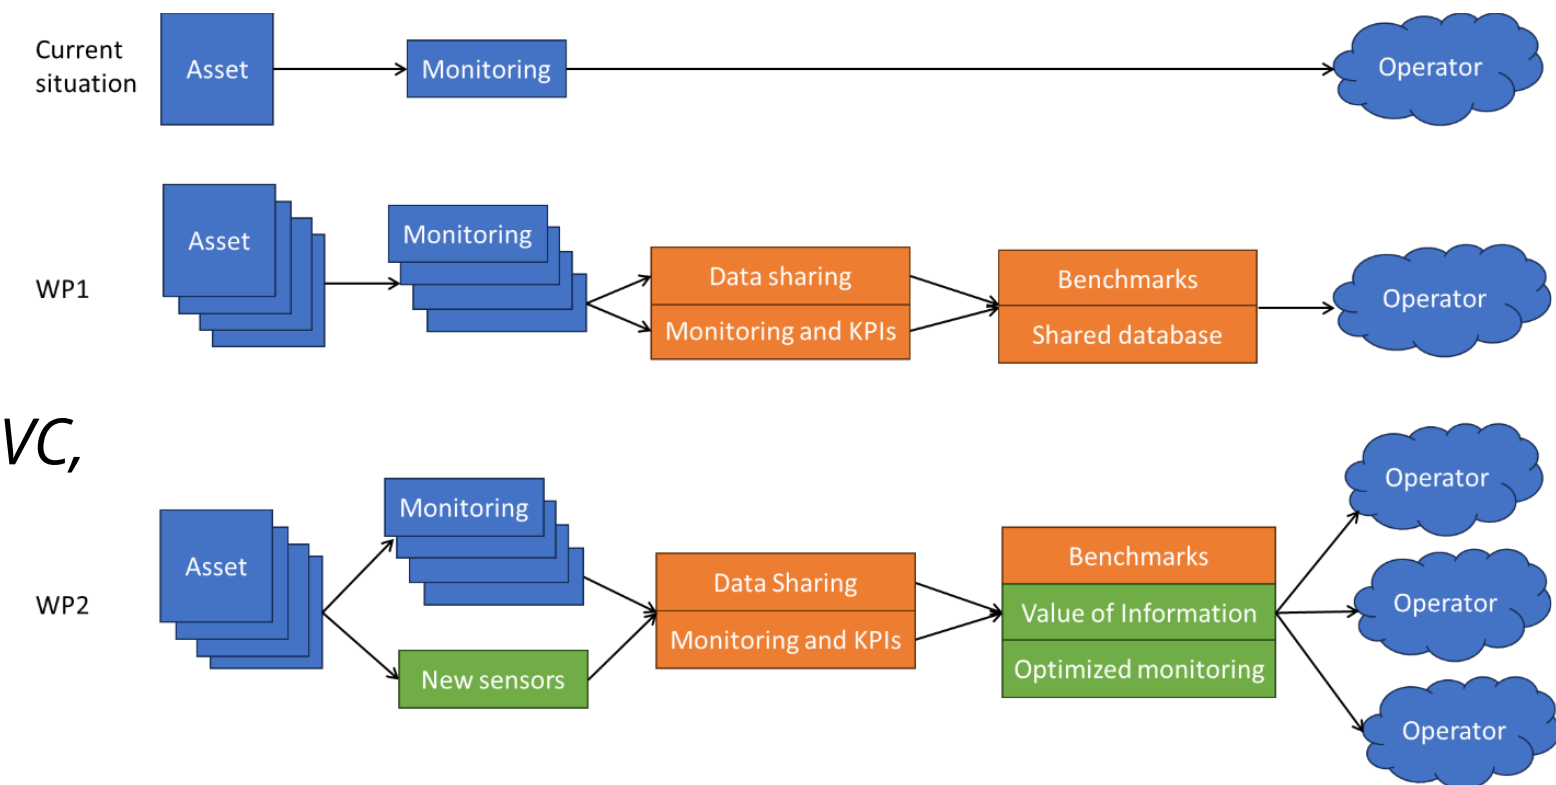 Current
situation
Asset
Monitoring
Operator
WP1
Asset
Monitoring
Data sharing
Monitoring and KPIs
Benchmarks
Shared database
Operator
VC,
WP2
Asset
Monitoring
New sensors
Data Sharing
Monitoring and KPIs
Benchmarks
Value of Information
Optimized monitoring
Operator
Operator
Operator